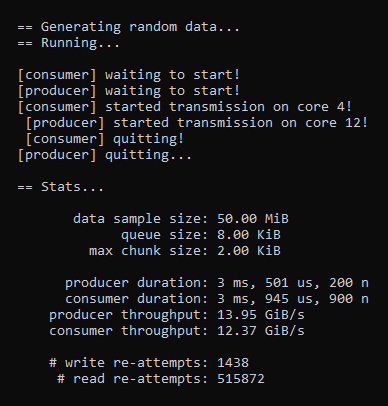 == Generating random data...
== Running...
[consumer] waiting to start!
[producer] waiting to start!
[consumer] started transmission on core 4!
[producer] started transmission on core 12!
[consumer] quitting!
[producer] quitting...
== Stats...
data sample size: 50.00 MiB
queue size: 8.00 KiB
max chunk size: 2.00 KiB
producer duration: 3 ms, 501 us, 200 n
consumer duration: 3 ms, 945 us, 900 n
producer throughput: 13.95 GiB/s
consumer throughput: 12.37 GiB/s
# write re-attempts: 1438
# read re-attempts: 515872